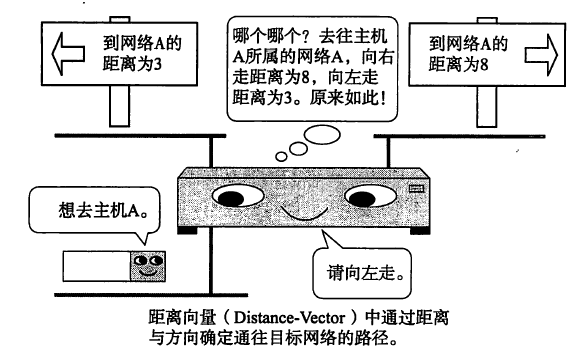 到网络A的
距离为3
哪个哪个？去往主机
A所属的网络A，向右
走距离为8，向左走
距离为3。原来如此！
到网络A的
距离为8
想去主机A。
请向左走。
距离向量（Distance-Vector）中通过距离
与方向确定通往目标网络的路径。